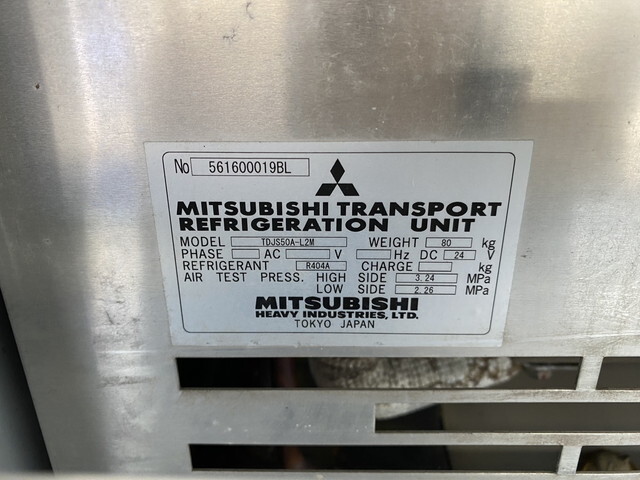 No 561600019BL
MITSUBISHI TRANSPORT
REFRIGERATION UNIT
MODEL TDJS50A-L2M WEIGHT 80 kg
PHASE AC V Hz DC 24 V
REFRIGERANT R404A CHARGE kg
AIR TEST PRESS. HIGH SIDE 3.24 MPa
LOW SIDE 2.26 MPa
MITSUBISHI
HEAVY INDUSTRIES, LTD.
TOKYO JAPAN